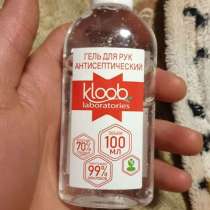 ГЕЛЬ ДЛЯ РУК
АНТИСЕПТИЧЕСКИЙ
kloob
laboratories
70%
ОБЪЕМ
100
МЛ
99%